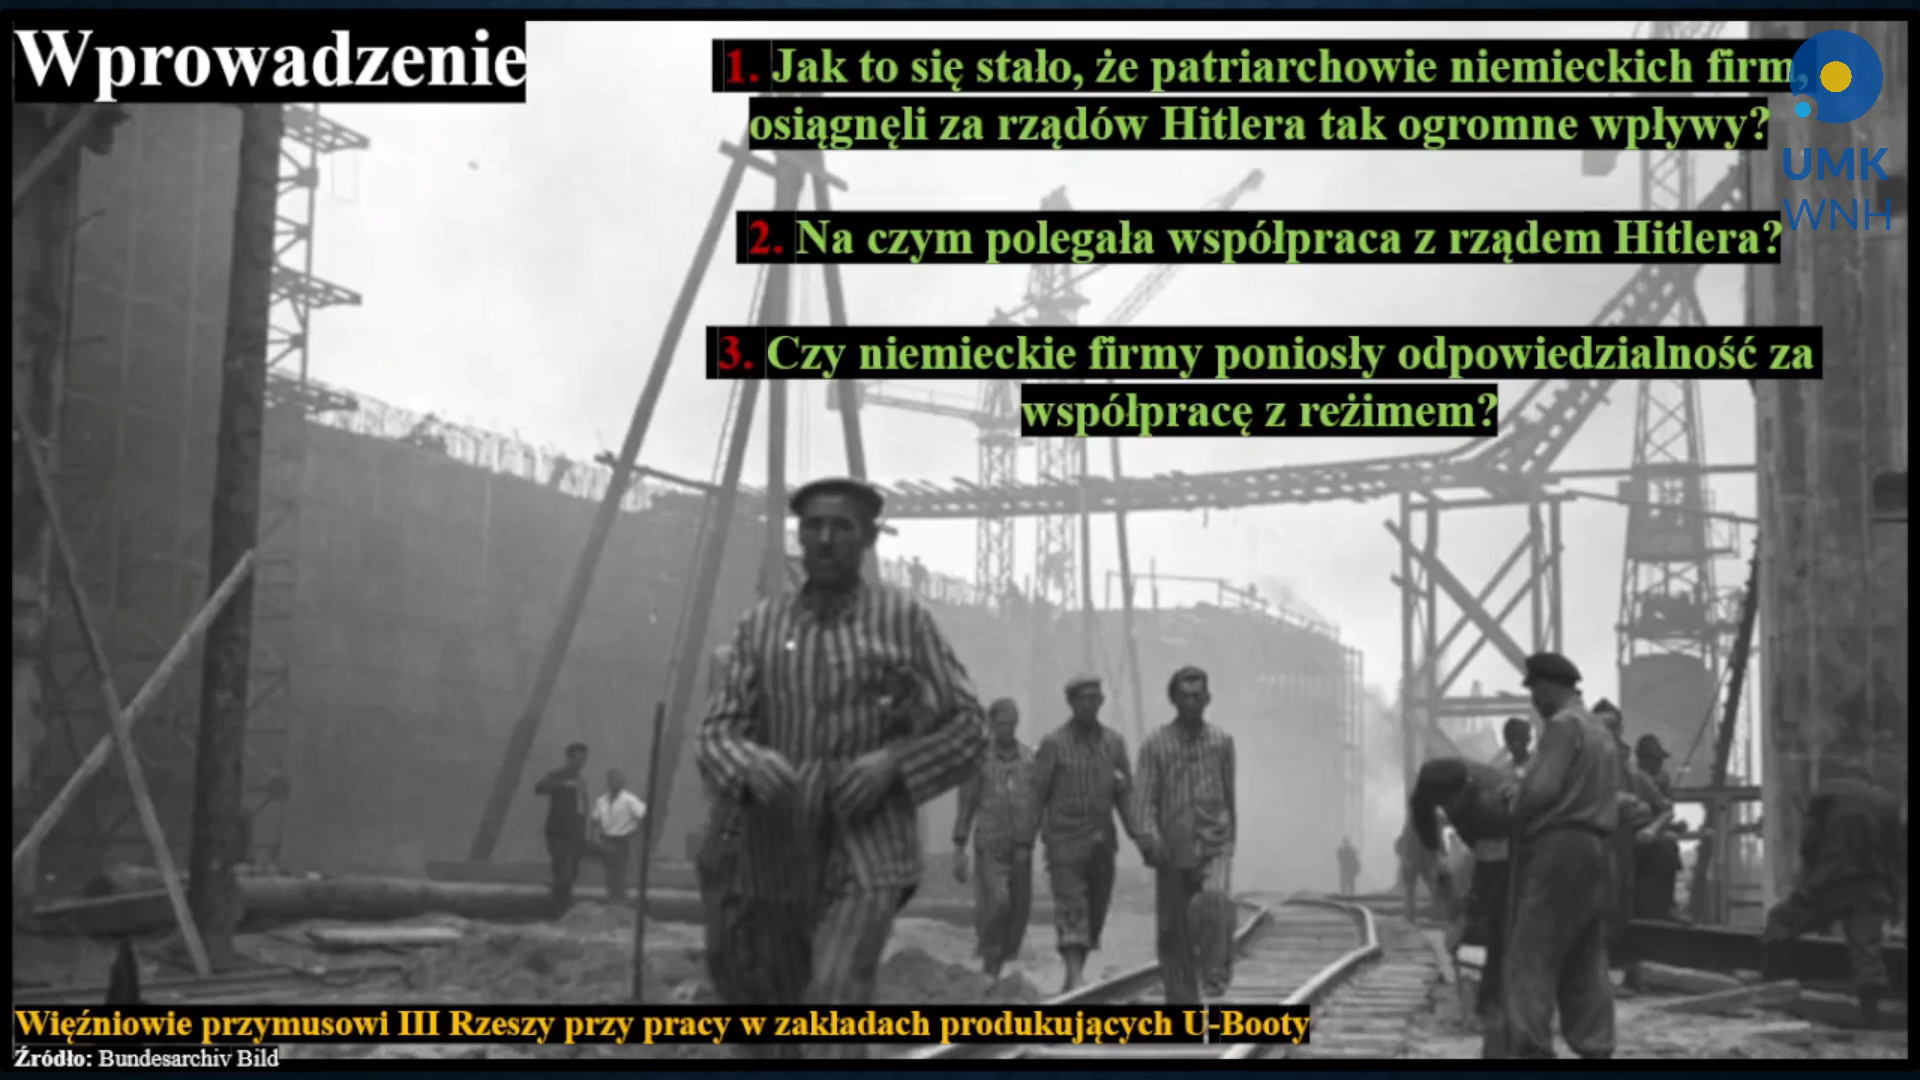 Wprowadzenie
1. Jak to się stało, że patriarchowie niemieckich firm,
osiągnęli za rządów Hitlera tak ogromne wpływy?
2. Na czym polegała współpraca z rządem Hitlera?
3. Czy niemieckie firmy poniosły odpowiedzialność za
współpracę z reżimem?
UMK
WNH
Więźniowie przymusowi III Rzeszy przy pracy w zakładach produkujących U-Booty
Źródło: Bundesarchiv Bild